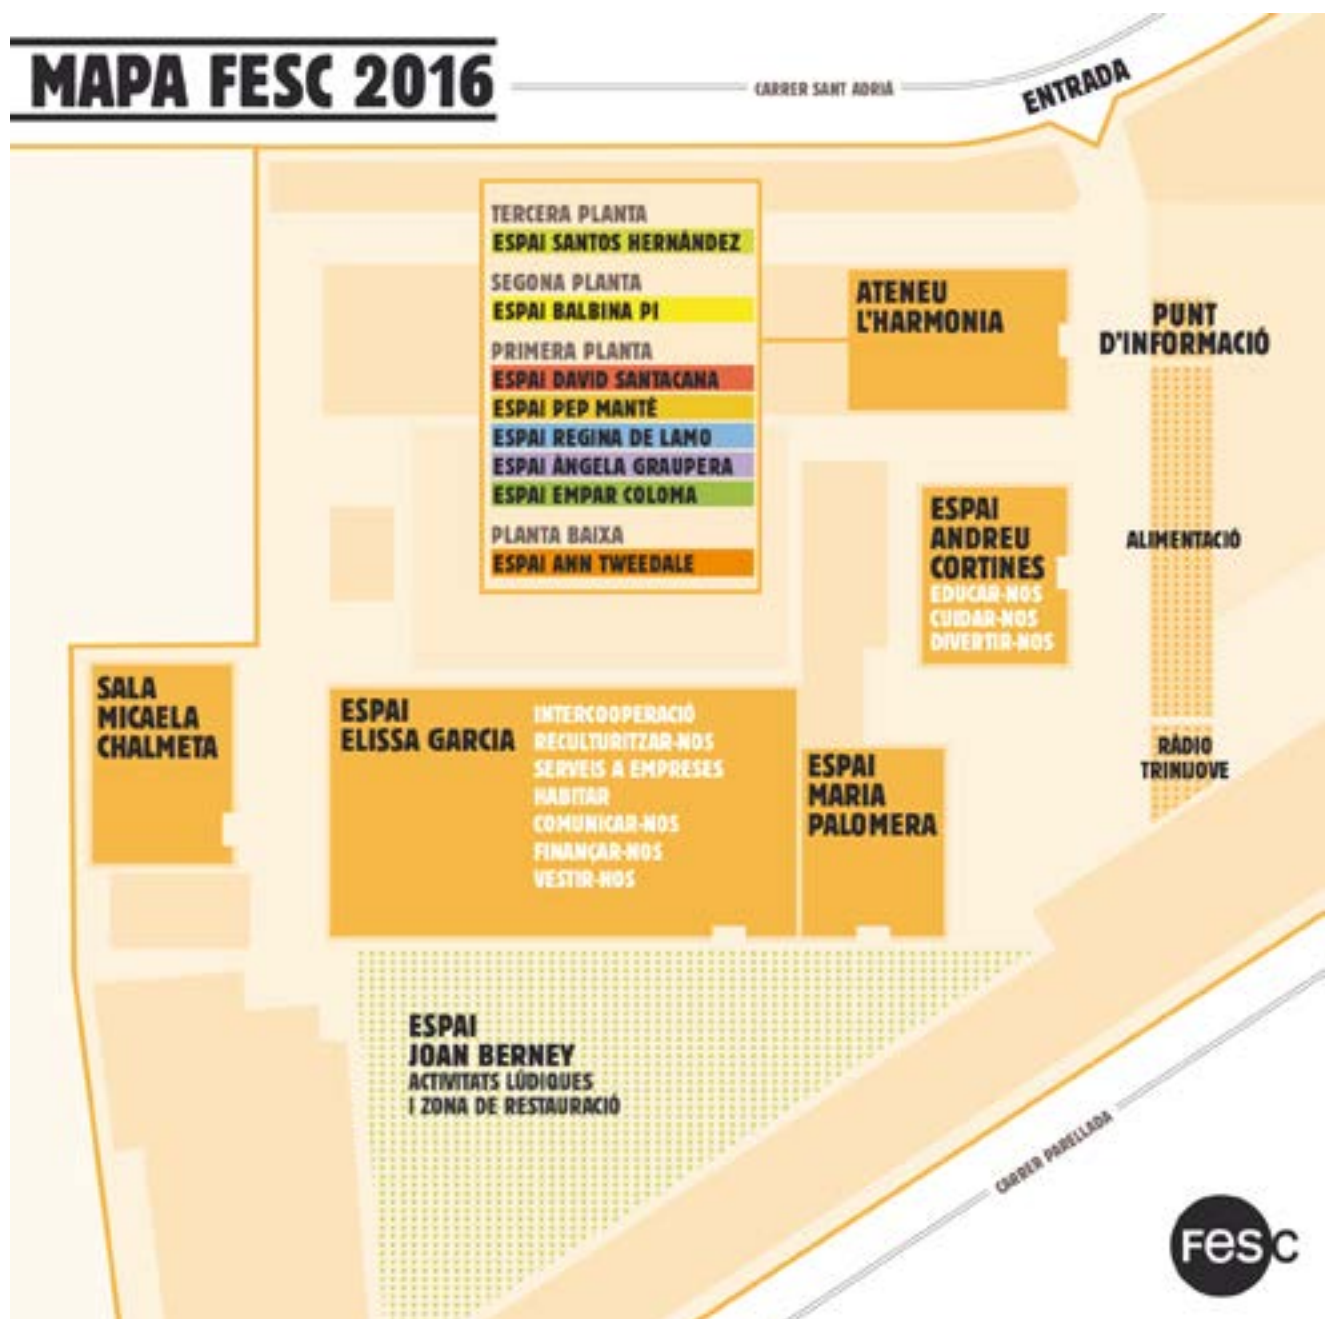 MAPA FESC 2016
CARRER SANT ADRIÀ
ENTRADA
TERCERA PLANTA
ESPAI SANTOS HERNÁNDEZ
SEGONA PLANTA
ESPAI BALBINA PI
PRIMERA PLANTA
ESPAI DAVID SANTACANA
ESPAI PEP MANTÈ
ESPAI REGINA DE LAMO
ESPAI ÀNGELA GRAUPERA
ESPAI EMPAR COLOMA
PLANTA BAIXA
ESPAI ANN TWEEDALE
ATENEU
L'HARMONIA
PUNT
D'INFORMACIÓ
ESPAI
ANDREU
CORTINES
EDUCAR-NOS
CUIDAR-NOS
DIVERTIR-NOS
ALIMENTACIÓ
SALA
MICAELA
CHALMETA
ESPAI
ELISSA GARCIA
INTERCOOPERACIÓ
RECULTURITZAR-NOS
SERVEIS A EMPRESES
HABITAR
COMUNICAR-NOS
FINANÇAR-NOS
VESTIR-NOS
ESPAI
MARIA
PALOMERA
RÀDIO
TRINIJOVE
ESPAI
JOAN BERNEY
ACTIVITATS LÚDIQUES
I ZONA DE RESTAURACIÓ
CARRER PARELLADA
FESC